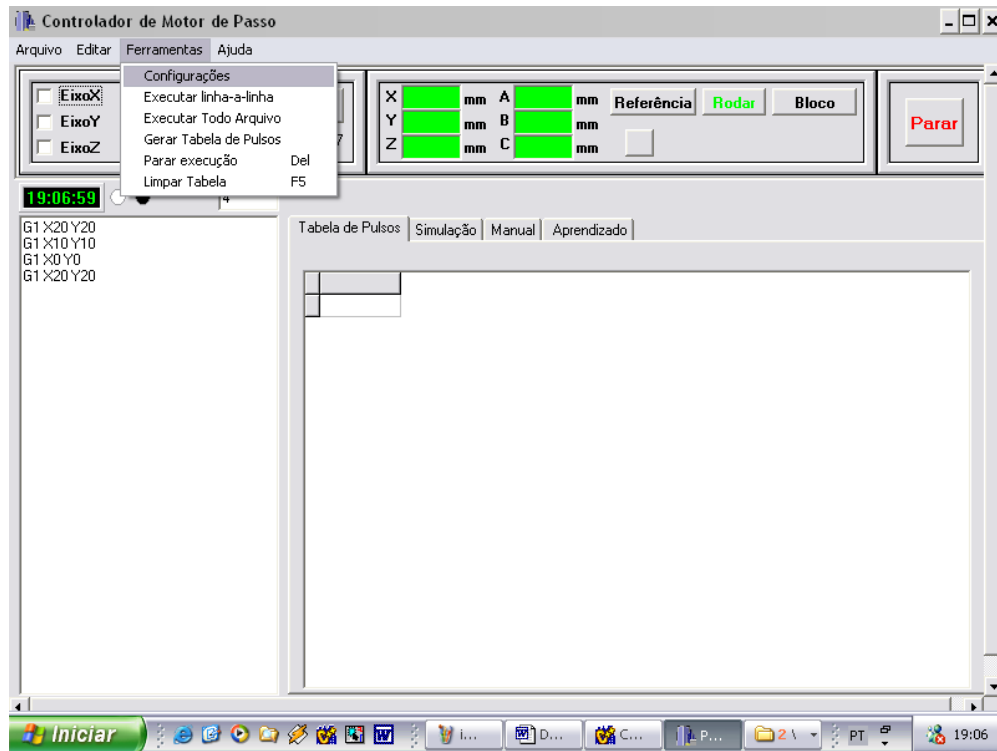 Controlador de Motor de Passo
Arquivo Editar Ferramentas Ajuda
Configurações
Executar linha-a-linha
Executar Todo Arquivo
Gerar Tabela de Pulsos
Parar execução Del
Limpar Tabela F5
EixoX
EixoY
EixoZ
7
X mm A mm
Y mm B mm
Z mm C mm
Referência Rodar Bloco
Parar
19:06:59
4
G1 X20 Y20
G1 X10 Y10
G1 X0 Y0
G1 X20 Y20
Tabela de Pulsos Simulação Manual Aprendizado
Iniciar i... D... C... P... 2 \ PT 19:06